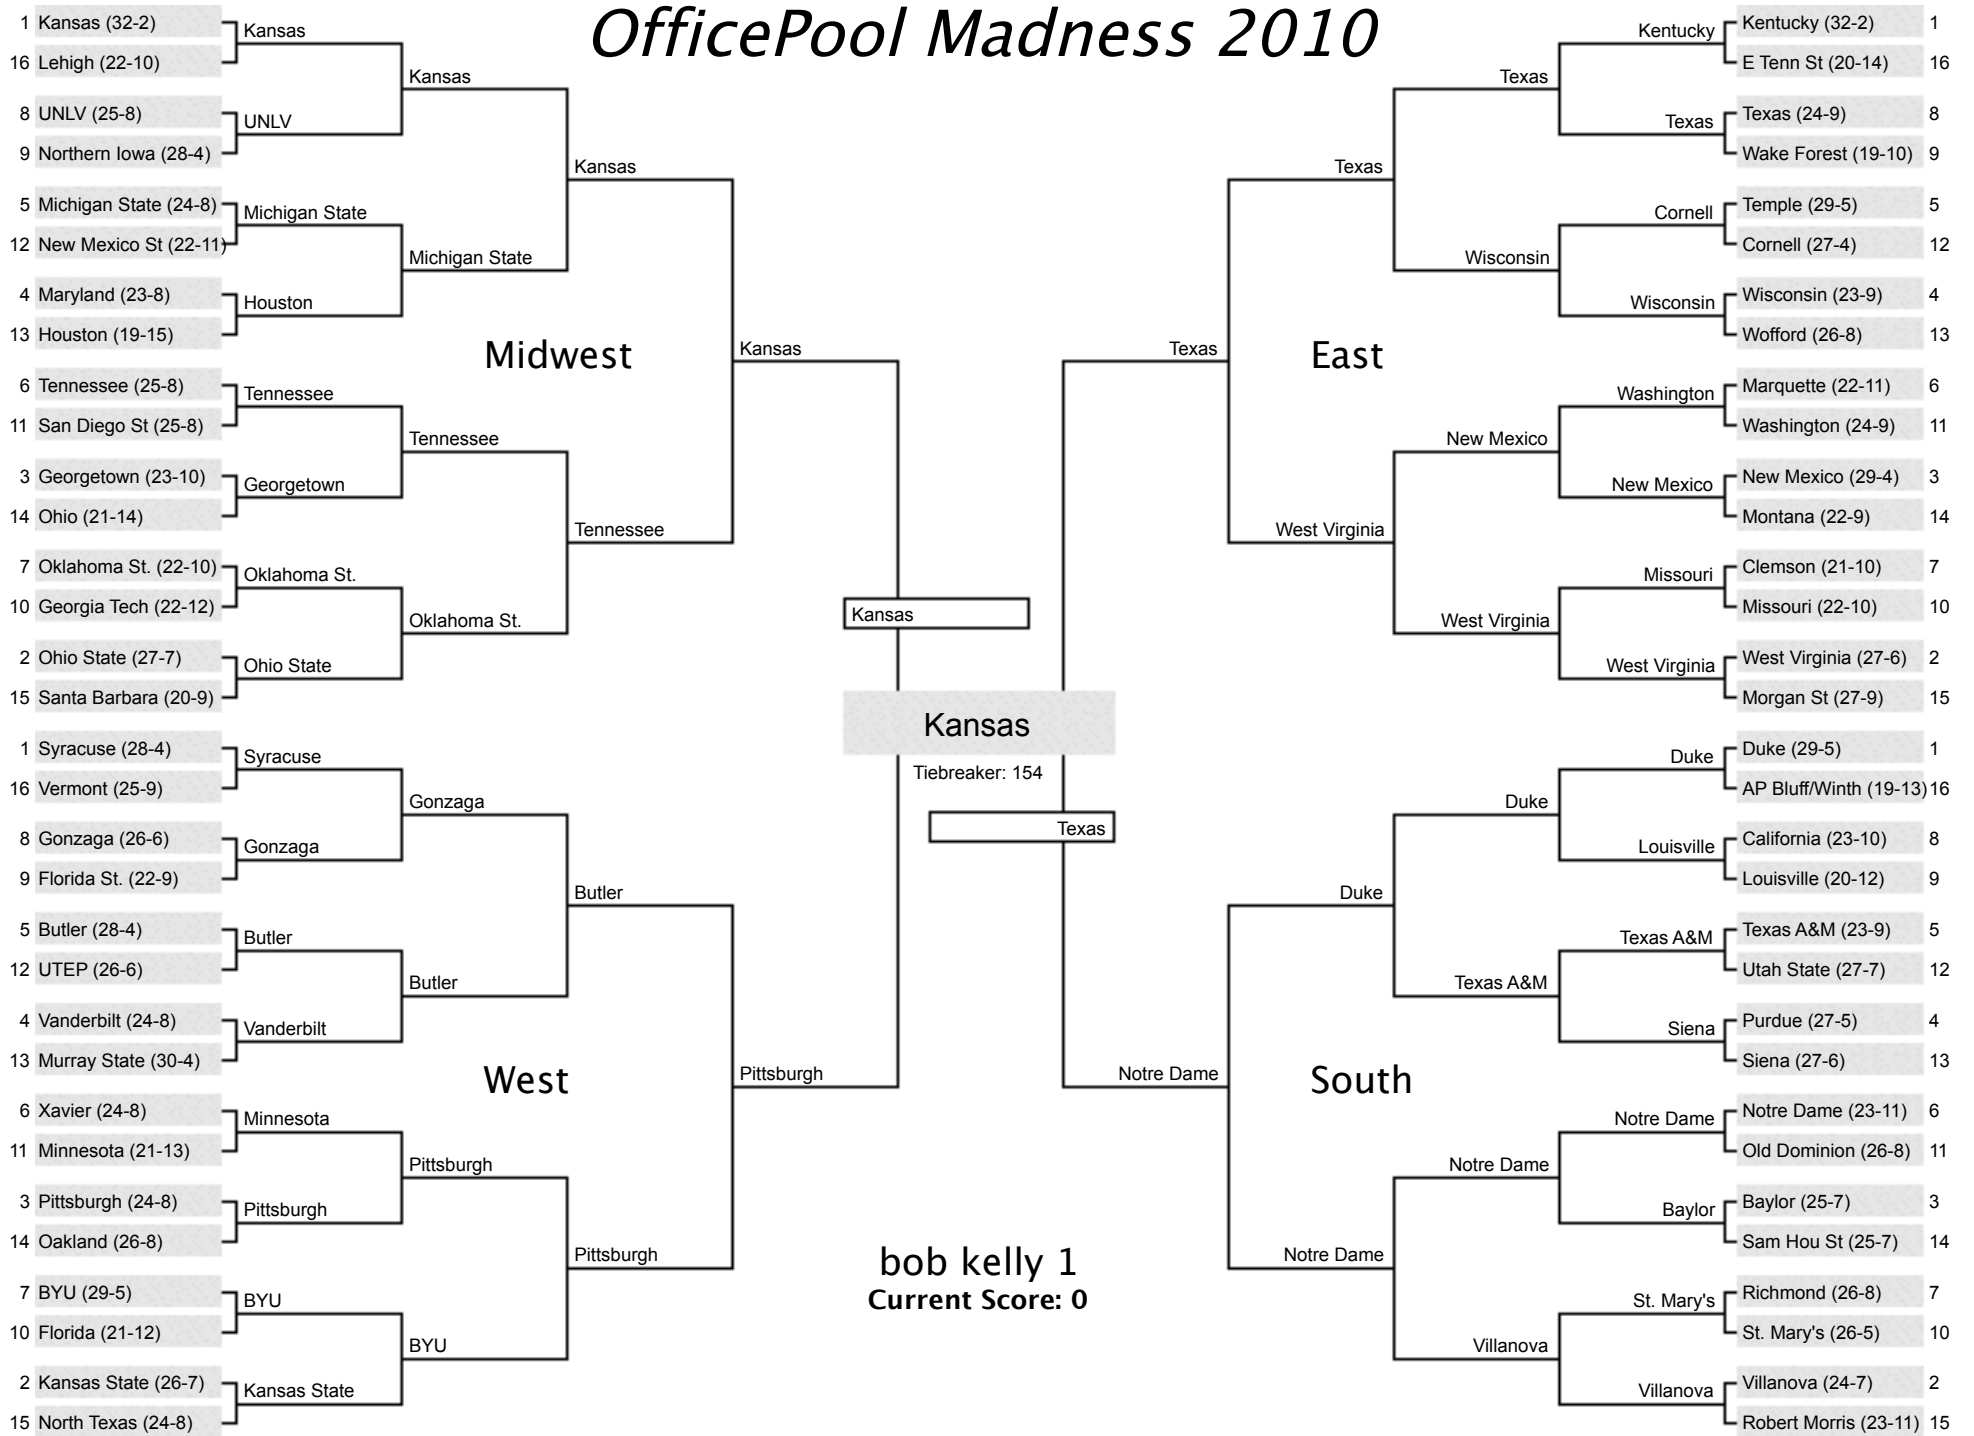 OfficePool Madness 2010
1 Kansas (32-2)
16 Lehigh (22-10)
8 UNLV (25-8)
9 Northern Iowa (28-4)
5 Michigan State (24-8)
12 New Mexico St (22-11)
4 Maryland (23-8)
13 Houston (19-15)
6 Tennessee (25-8)
11 San Diego St (25-8)
3 Georgetown (23-10)
14 Ohio (21-14)
7 Oklahoma St. (22-10)
10 Georgia Tech (22-12)
2 Ohio State (27-7)
15 Santa Barbara (20-9)
Kansas
UNLV
Michigan State
Houston
Tennessee
Georgetown
Oklahoma St.
Ohio State
Kansas
Michigan State
Tennessee
Oklahoma St.
Kansas
Tennessee
Midwest
Kansas
1 Syracuse (28-4)
16 Vermont (25-9)
8 Gonzaga (26-6)
9 Florida St. (22-9)
5 Butler (28-4)
12 UTEP (26-6)
4 Vanderbilt (24-8)
13 Murray State (30-4)
6 Xavier (24-8)
11 Minnesota (21-13)
3 Pittsburgh (24-8)
14 Oakland (26-8)
7 BYU (29-5)
10 Florida (21-12)
2 Kansas State (26-7)
15 North Texas (24-8)
Syracuse
Gonzaga
Butler
Vanderbilt
Minnesota
Pittsburgh
BYU
Kansas State
Gonzaga
Butler
Pittsburgh
BYU
Butler
Pittsburgh
West
Pittsburgh
Kansas
Kansas
Tiebreaker: 154
Texas
bob kelly 1
Current Score: 0
Kentucky (32-2) 1
E Tenn St (20-14) 16
Texas (24-9) 8
Wake Forest (19-10) 9
Temple (29-5) 5
Cornell (27-4) 12
Wisconsin (23-9) 4
Wofford (26-8) 13
Marquette (22-11) 6
Washington (24-9) 11
New Mexico (29-4) 3
Montana (22-9) 14
Clemson (21-10) 7
Missouri (22-10) 10
West Virginia (27-6) 2
Morgan St (27-9) 15
Kentucky
Texas
Cornell
Wisconsin
Washington
New Mexico
Missouri
West Virginia
Texas
Wisconsin
New Mexico
West Virginia
Texas
West Virginia
East
Texas
Duke (29-5) 1
AP Bluff/Winth (19-13) 16
California (23-10) 8
Louisville (20-12) 9
Texas A&M (23-9) 5
Utah State (27-7) 12
Purdue (27-5) 4
Siena (27-6) 13
Notre Dame (23-11) 6
Old Dominion (26-8) 11
Baylor (25-7) 3
Sam Hou St (25-7) 14
Richmond (26-8) 7
St. Mary's (26-5) 10
Villanova (24-7) 2
Robert Morris (23-11) 15
Duke
Louisville
Texas A&M
Siena
Notre Dame
Baylor
St. Mary's
Villanova
Duke
Texas A&M
Notre Dame
Villanova
Duke
Notre Dame
South
Notre Dame